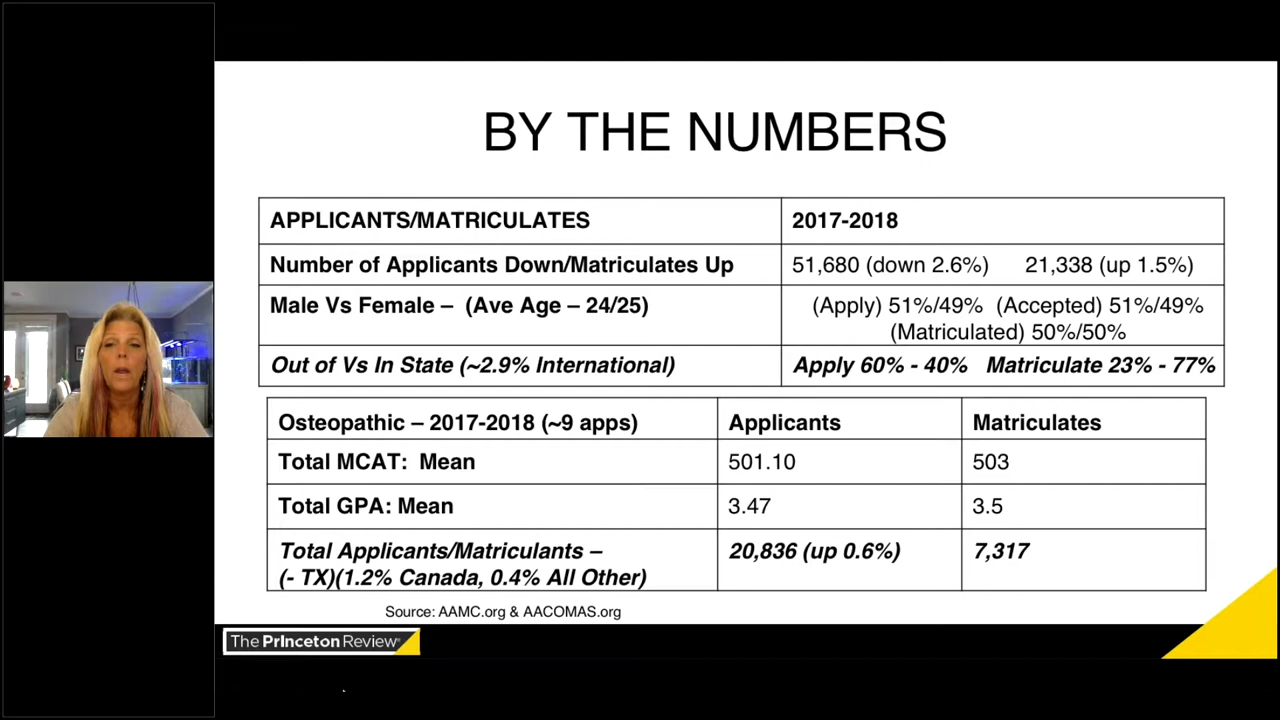 BY THE NUMBERS
APPLICANTS/MATRICULATES 2017-2018
Number of Applicants Down/Matriculates Up 51,680 (down 2.6%) 21,338 (up 1.5%)
Male Vs Female – (Ave Age – 24/25) (Apply) 51%/49% (Accepted) 51%/49%
(Matriculated) 50%/50%
Out of Vs In State (~2.9% International) Apply 60% - 40% Matriculate 23% - 77%
Osteopathic – 2017-2018 (~9 apps) Applicants Matriculates
Total MCAT: Mean 501.10 503
Total GPA: Mean 3.47 3.5
Total Applicants/Matriculants – 20,836 (up 0.6%) 7,317
(- TX)(1.2% Canada, 0.4% All Other)
Source: AAMC.org & AACOMAS.org
The Princeton Review